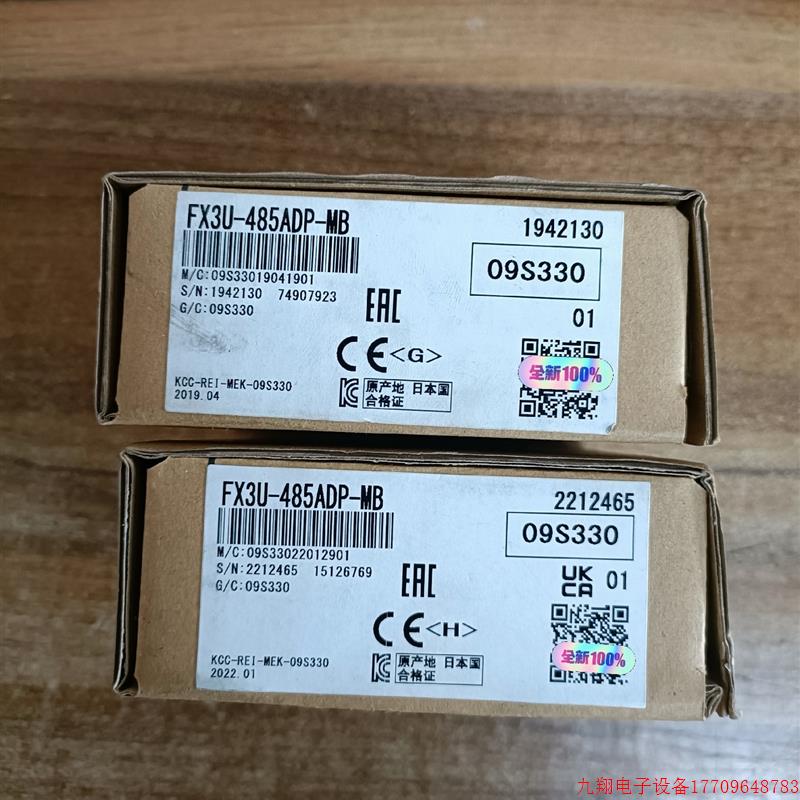 FX3U-485ADP-MB
1942130
09S330
M/C:09S33019041901
S/N:1942130 74907923
G/C:09S330
EAC
01
CE<G>
全新100%
KCC-REI-MEK-09S330
2019.04
原产地 日本国
合格证
FX3U-485ADP-MB
2212465
09S330
M/C:09S33022012901
S/N:2212465 15126769
G/C:09S330
EAC
UK
CA
01
CE<H>
全新100%
KCC-REI-MEK-09S330
2022.01
原产地 日本国
合格证
九翔电子设备17709648783